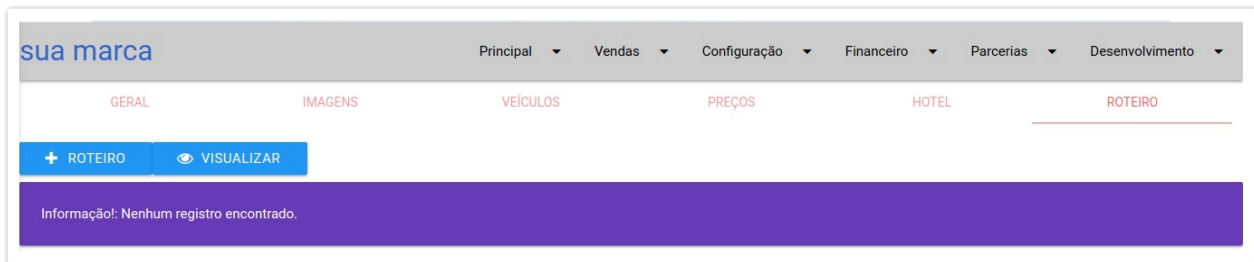 sua marca Principal Vendas Configuração Financeiro Parcerias Desenvolvimento
GERAL IMAGENS VEÍCULOS PREÇOS HOTEL ROTEIRO
ROTEIRO VISUALIZAR
Informação!: Nenhum registro encontrado.